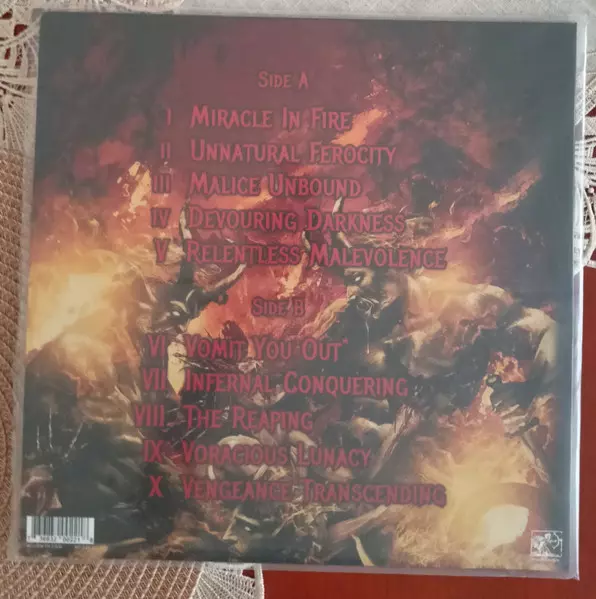 Side A
I Miracle In Fire
II Unnatural Ferocity
III Malice Unbound
IV Devouring Darkness
V Relentless Malevolence
Side B
VI Vomit You Out*
VII Infernal Conquering
VIII The Reaping
IX Voracious Lunacy
X Vengeance Transcending